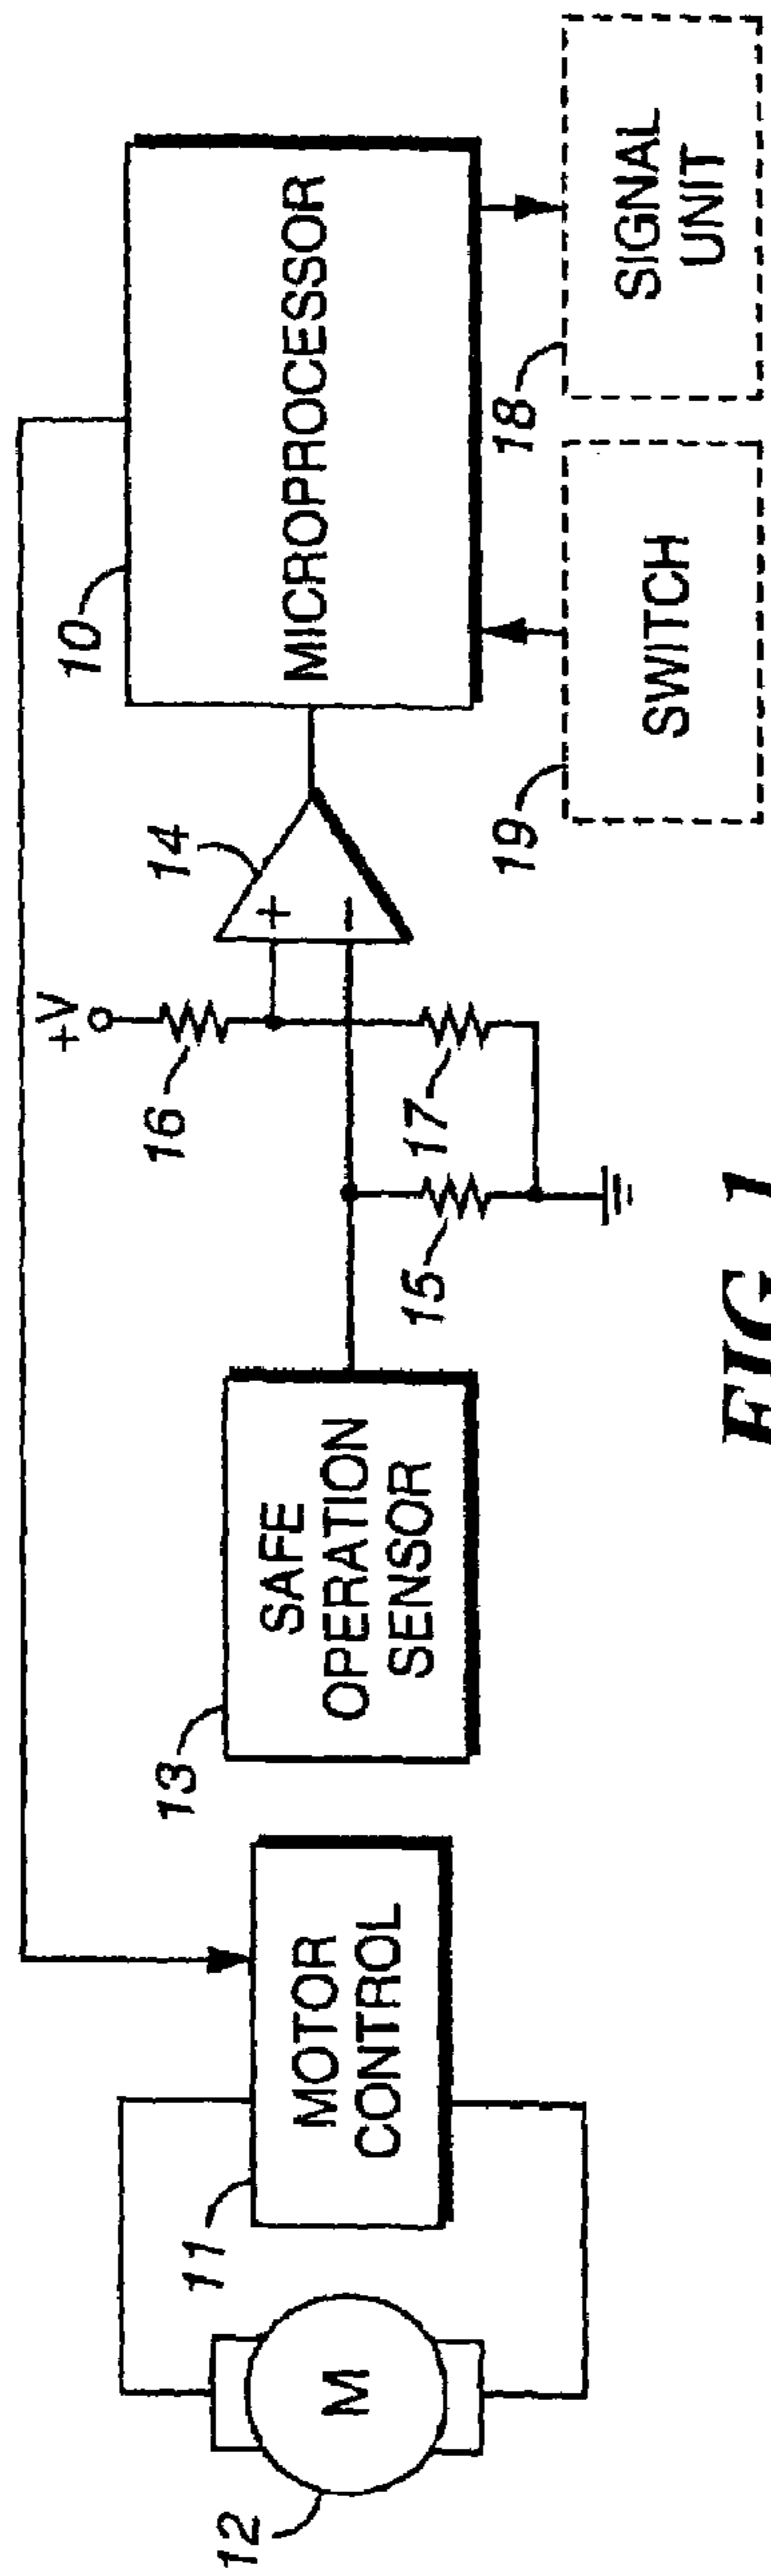 12
M
11
MOTOR
CONTROL
13
SAFE
OPERATION
SENSOR
15
16
+V
17
14
+
−
10
MICROPROCESSOR
19
SWITCH
18
SIGNAL
UNIT
FIG. 1